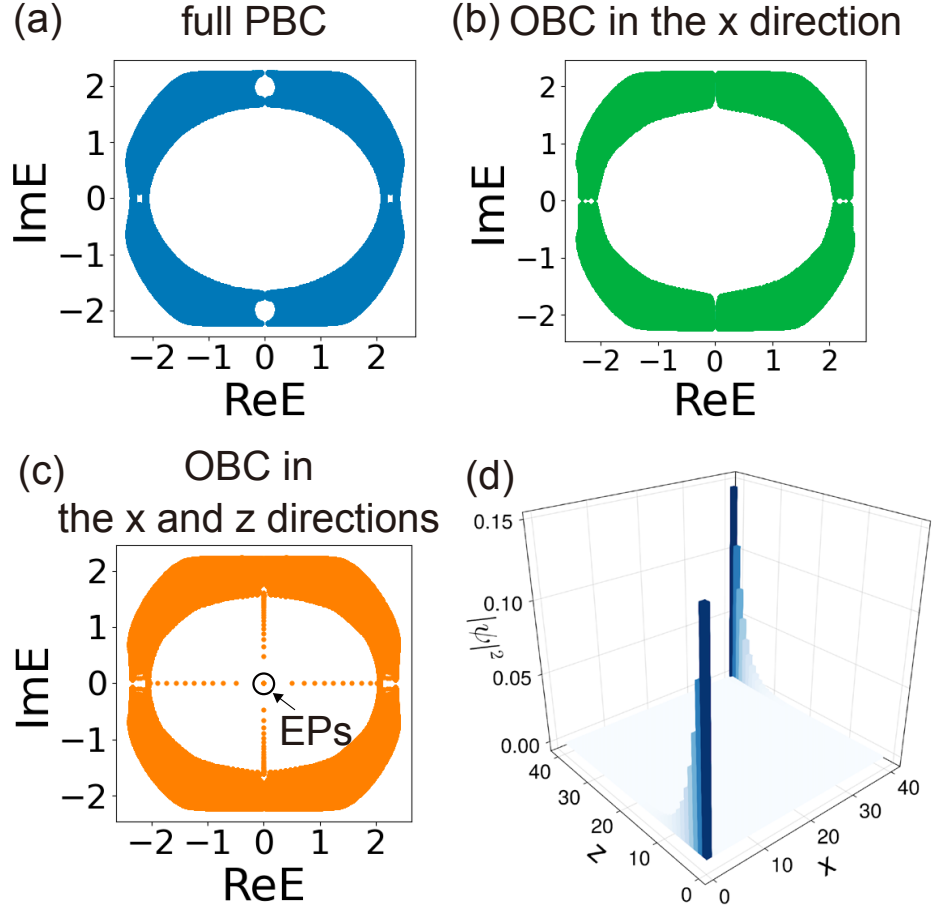 (a) full PBC
2
1
0
−1
−2
ImE
−2 −1 0 1 2
ReE
(b) OBC in the x direction
2
1
0
−1
−2
ImE
−2 −1 0 1 2
ReE
(c) OBC in
the x and z directions
2
1
0
−1
−2
ImE
EPs
−2 −1 0 1 2
ReE
(d)
0.15
0.10
0.05
0.00
|ψ|²
40
30
20
10
0
z
0
10
20
30
40
x